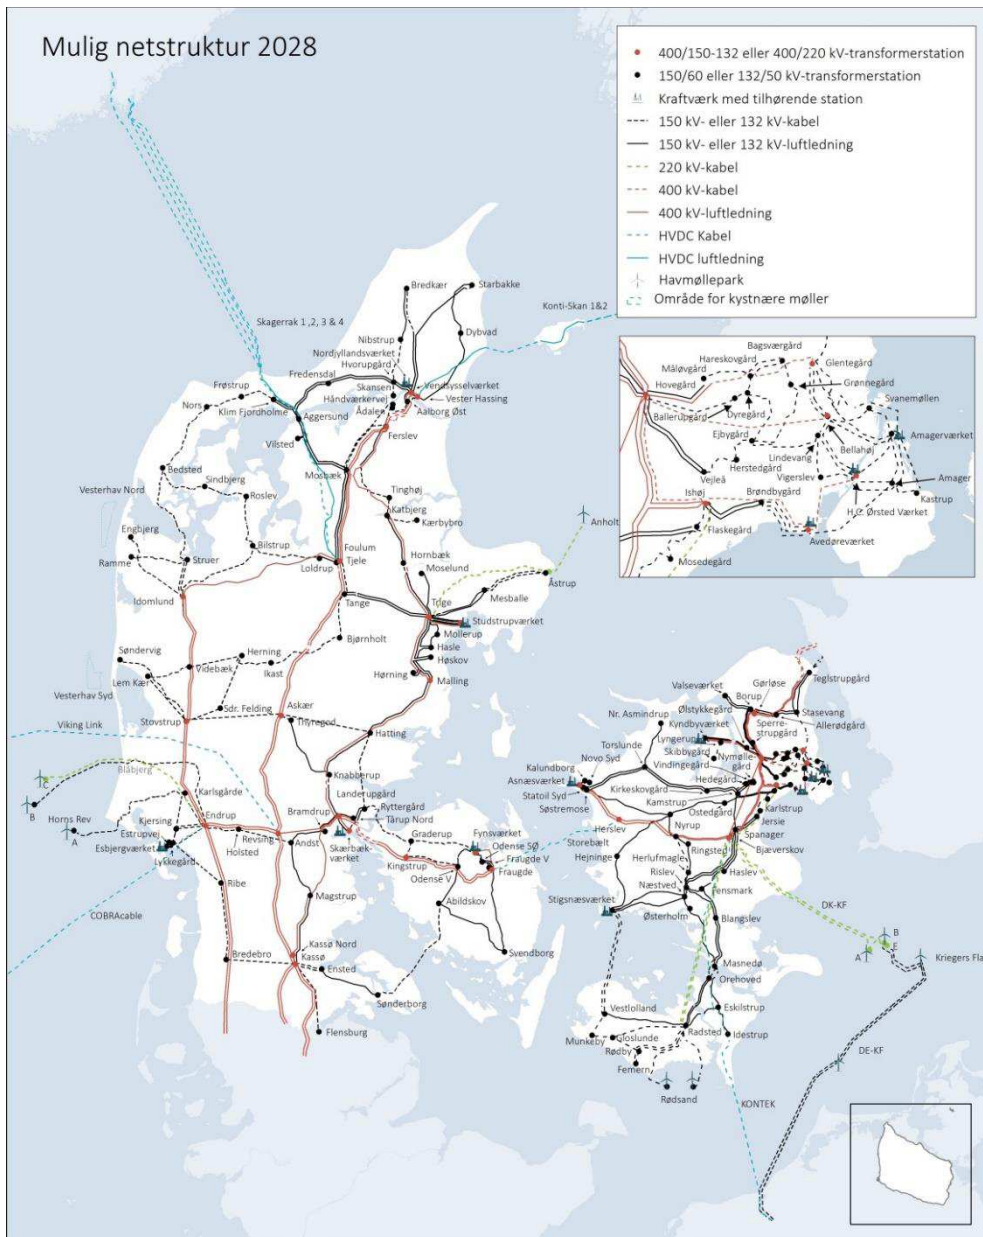 Mulig netstruktur 2028
400/150-132 eller 400/220 kV-transformerstation
150/60 eller 132/50 kV-transformerstation
Kraftværk med tilhørende station
150 kV- eller 132 kV-kabel
150 kV- eller 132 kV-luftledning
220 kV-kabel
400 kV-kabel
400 kV-luftledning
HVDC Kabel
HVDC luftledning
Havmøllepark
Område for kystnære møller
Bredkær
Starbakke
Konti-Skan 1&2
Skagerrak 1 ,2, 3 & 4
Nibstrup
Dybvad
Nordjyllandsværket
Hvorupgård
Fredensdal
Skansen
Vendsysselværket
Frøstrup
Håndværkervej
Vester Hassing
Nors
Ådalen
Aalborg Øst
Klim Fjordholme
Aggersund
Ferslev
Vilsted
Bedsted
Mosbæk
Sindbjerg
Tinghøj
Vesterhav Nord
Roslev
Katbjerg
Kærbybro
Anholt
Engbjerg
Bilstrup
Foulum
Hornbæk
Ramme
Struer
Loldrup
Tjele
Moselund
Åstrup
Idomlund
Tange
Mesballe
Trige
Studstrupværket
Bjørnholt
Mollerup
Hasle
Søndervig
Herning
Høskov
Lem Kær
Videbæk
Ikast
Hørning
Malling
Vesterhav Syd
Sdr. Felding
Askær
Viking Link
Stovstrup
Thyregod
Hatting
Blåbjerg
Knabberup
C
B
Karlsgårde
Landerupgård
Horns Rev
A
Kjersing
Endrup
Bramdrup
Ryttergård
Tårup Nord
Estrupvej
Revsing
Graderup
Fynsværket
Esbjergværket
Holsted
Andst
Skærbæk-
værket
Odense SØ
Lykkegård
Kingstrup
Fraugde V
Odense V
Fraugde
Ribe
Magstrup
Abildskov
COBRAcable
Kassø Nord
Svendborg
Bredebro
Kassø
Ensted
Sønderborg
Flensburg
Bagsværgård
Hareskovgård
Glentegård
Måløvgård
Grønnegård
Hovegård
Svanemøllen
Ballerupgård
Dyregård
Ejbygård
Amagerværket
Lindevang
Bellahøj
Herstedgård
Vigerslev
Amager
Vejleå
Ishøj
Brøndbygård
Kastrup
H.C. Ørsted Værket
Flaskegård
Avedøreværket
Mosedegård
Teglstrupgård
Valseværket
Gørløse
Borup
Ølstykkegård
Stasevang
Nr. Asmindrup
Kyndbyværket
Allerødgård
Lyngerup
Sperre-
strupgård
Torslunde
Skibbygård
Nymølle-
gård
Novo Syd
Vindingegård
Kalundborg
Asnæsværket
Hedegård
Statoil Syd
Kirkeskovgård
Kamstrup
Karlstrup
Søstremose
Ostedgård
Jersie
Herslev
Nyrup
Spanager
Storebælt
Ringsted
Bjæverskov
Hejninge
Herlufmagle
Rislev
Haslev
Næstved
Fensmark
Stigsnæsværket
Østerholm
Blangslev
DK-KF
B
E
A
Kriegers Fla
Masnedø
Orehoved
Vestlolland
Eskilstrup
Munkeby
Gloslunde
Radsted
Idestrup
Rødby
Femern
DE-KF
Rødsand
KONTEK